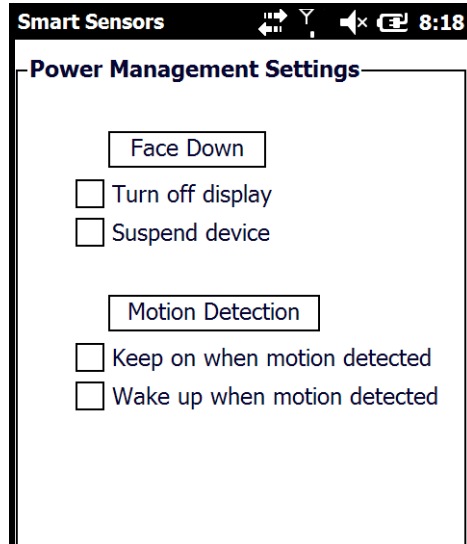 Smart Sensors 8:18
Power Management Settings
Face Down
Turn off display
Suspend device
Motion Detection
Keep on when motion detected
Wake up when motion detected